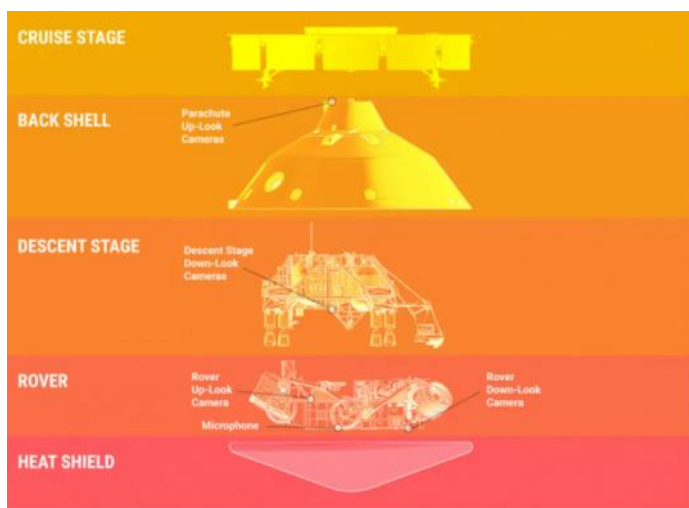 CRUISE STAGE
BACK SHELL
Parachute
Up-Look
Cameras
DESCENT STAGE
Descent Stage
Down-Look
Cameras
ROVER
Rover
Up-Look
Camera
Microphone
Rover
Down-Look
Camera
HEAT SHIELD